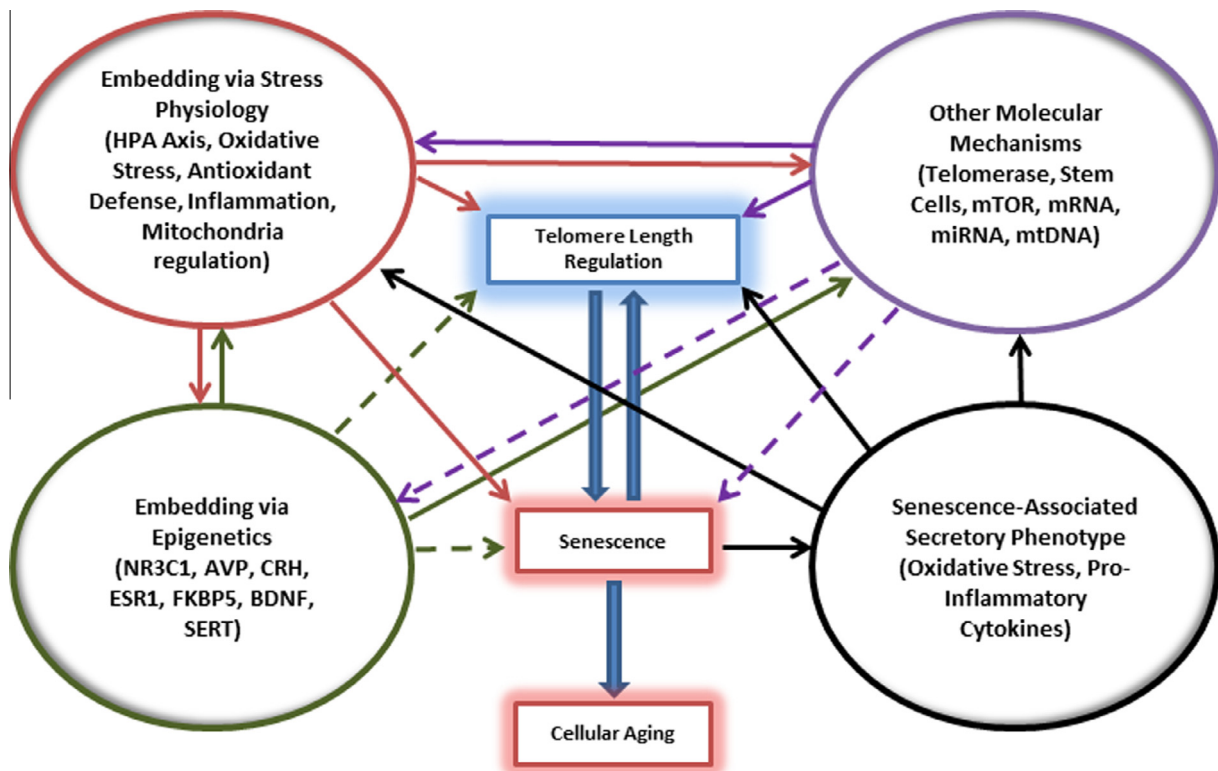 Embedding via Stress
Physiology
(HPA Axis, Oxidative
Stress, Antioxidant
Defense, Inflammation,
Mitochondria
regulation)
Other Molecular
Mechanisms
(Telomerase, Stem
Cells, mTOR, mRNA,
miRNA, mtDNA)
Telomere Length
Regulation
Embedding via
Epigenetics
(NR3C1, AVP, CRH,
ESR1, FKBP5, BDNF,
SERT)
Senescence
Senescence-Associated
Secretory Phenotype
(Oxidative Stress, Pro-
Inflammatory
Cytokines)
Cellular Aging